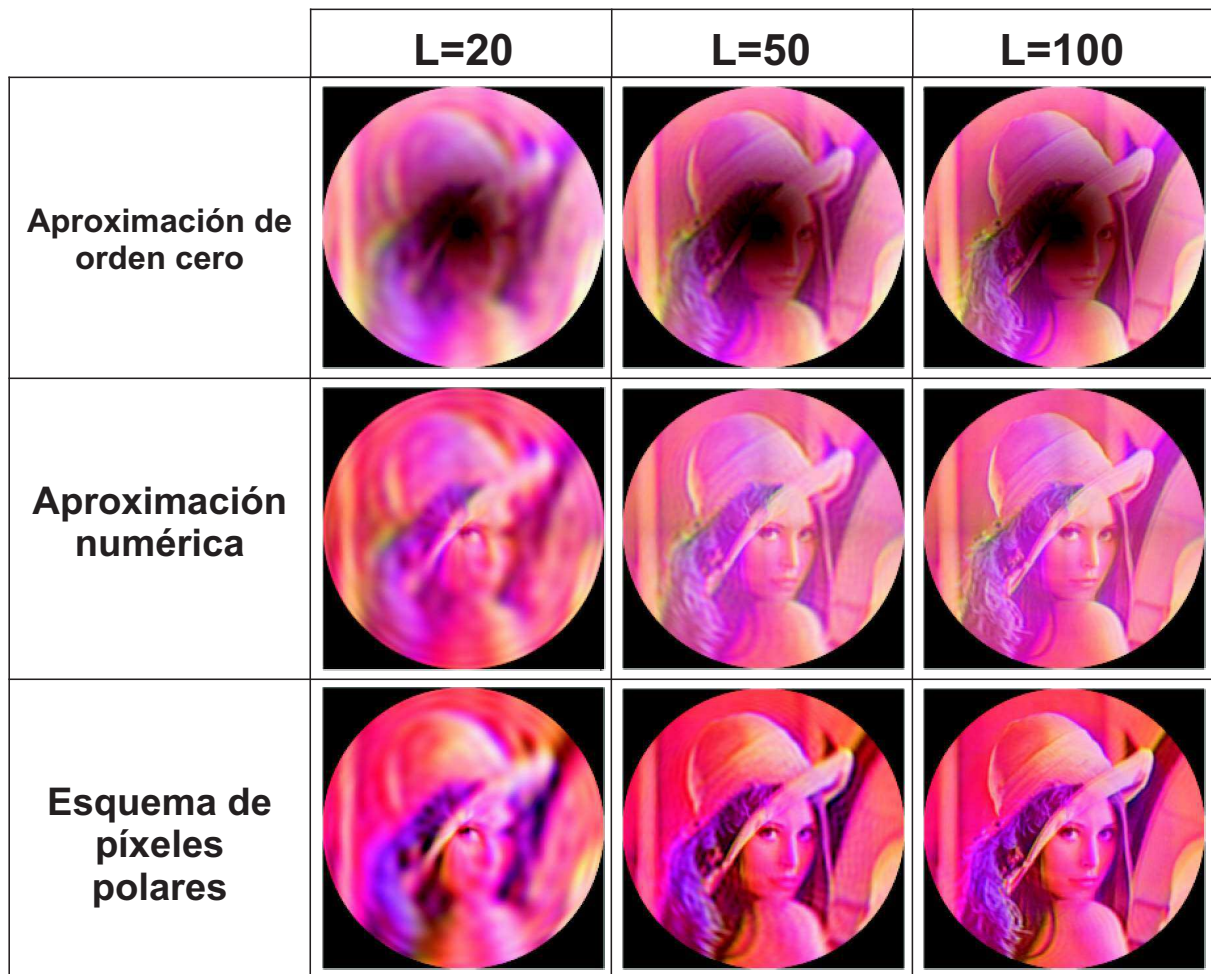 L=20
L=50
L=100
Aproximación de
orden cero
Aproximación
numérica
Esquema de
píxeles
polares